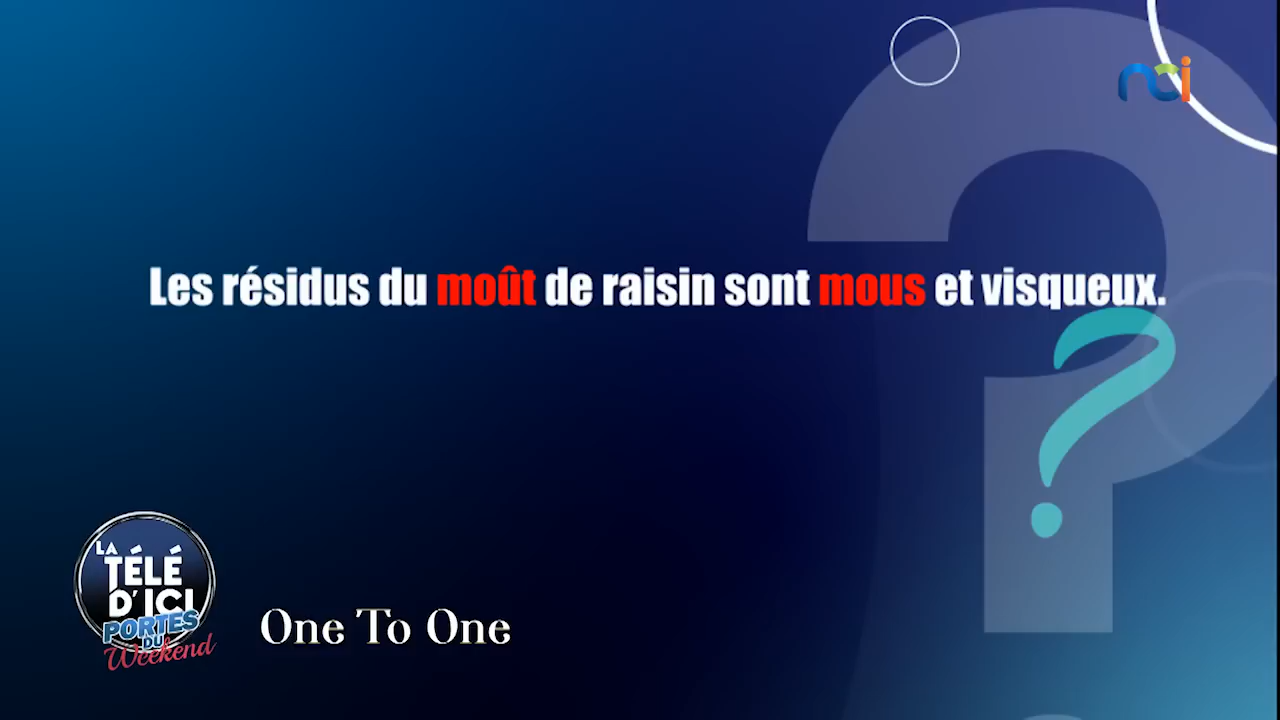 nci
Les résidus du moût de raisin sont mous et visqueux.
LA
TÉLÉ
D'ICI
PORTES
DU
Weekend
One To One